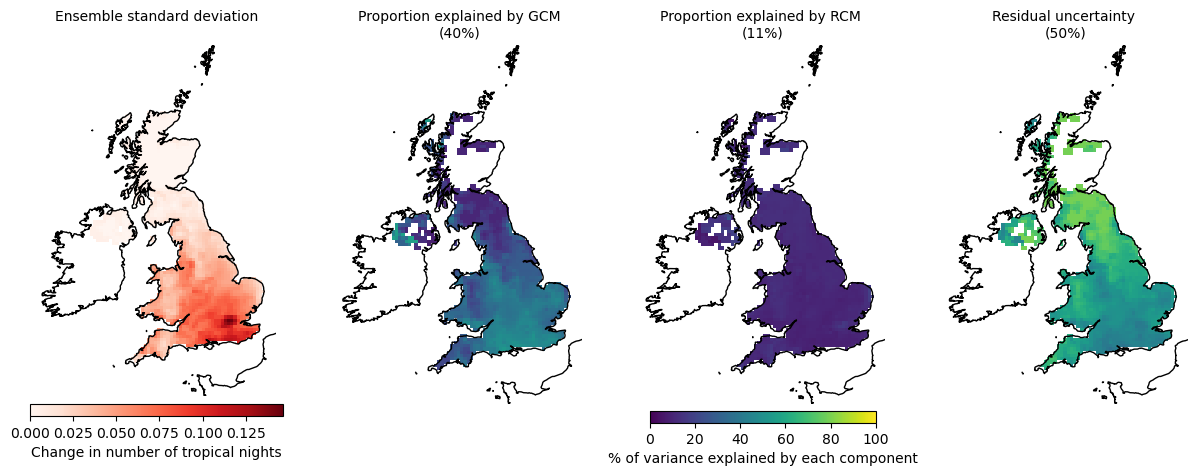 Ensemble standard deviation
Proportion explained by GCM
(40%)
Proportion explained by RCM
(11%)
Residual uncertainty
(50%)
0.000 0.025 0.050 0.075 0.100 0.125
Change in number of tropical nights
0 20 40 60 80 100
% of variance explained by each component